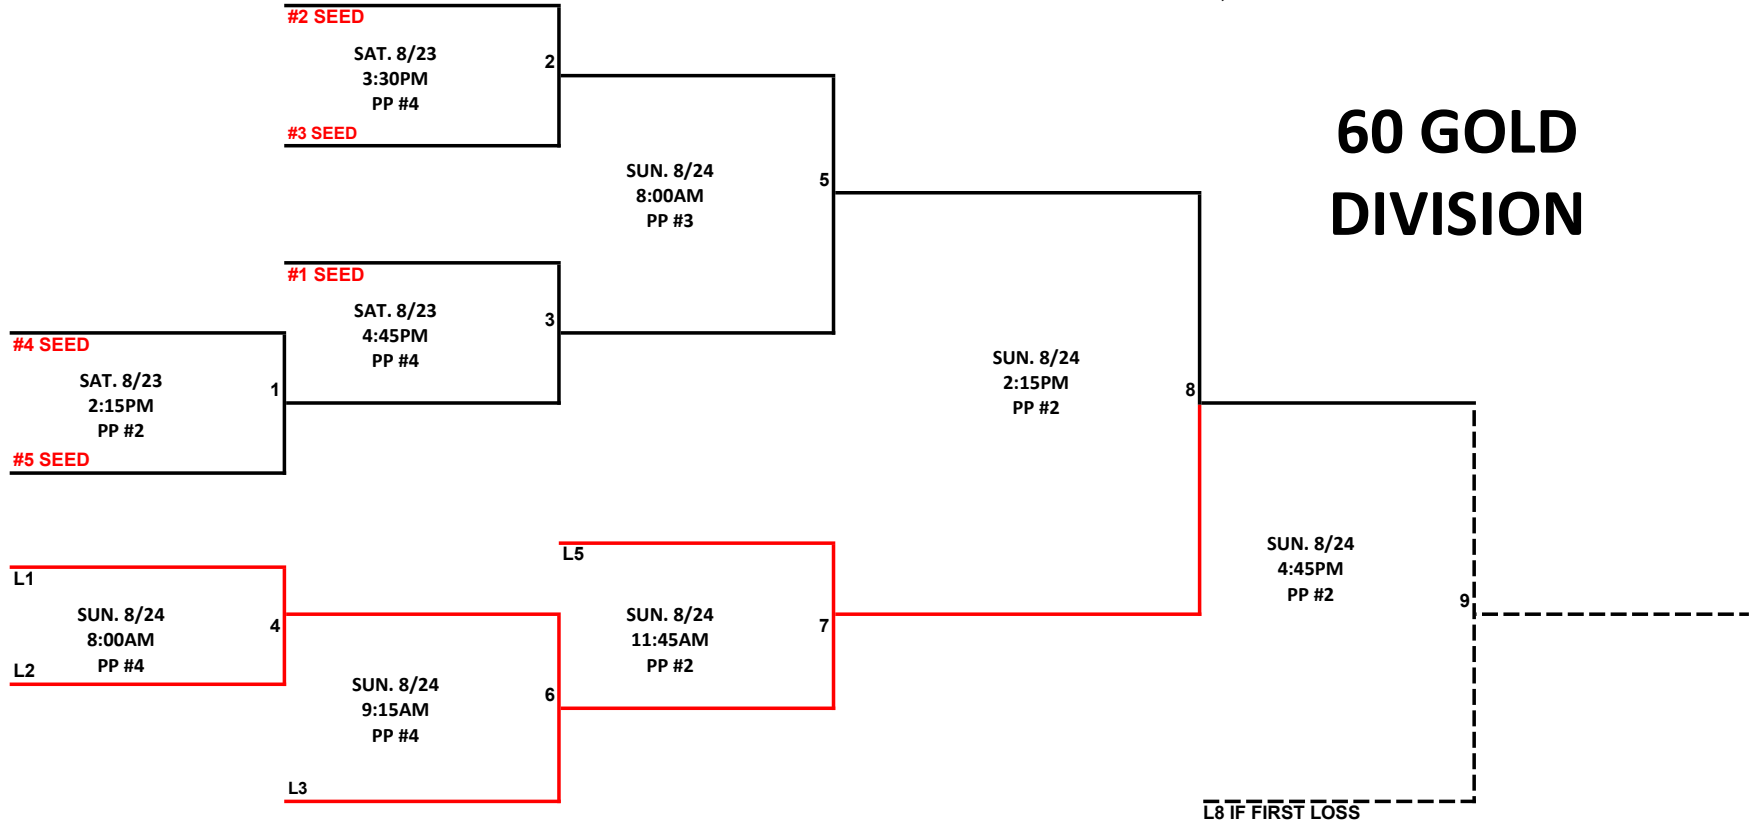 #2 SEED
SAT. 8/23
3:30PM
PP #4
2
#3 SEED
60 GOLD
DIVISION
SUN. 8/24
8:00AM
PP #3
5
#1 SEED
SAT. 8/23
4:45PM
PP #4
3
#4 SEED
SAT. 8/23
2:15PM
PP #2
1
#5 SEED
SUN. 8/24
2:15PM
PP #2
8
L1
SUN. 8/24
8:00AM
PP #4
4
L2
L5
SUN. 8/24
11:45AM
PP #2
7
SUN. 8/24
4:45PM
PP #2
9
SUN. 8/24
9:15AM
PP #4
6
L3
L8 IF FIRST LOSS